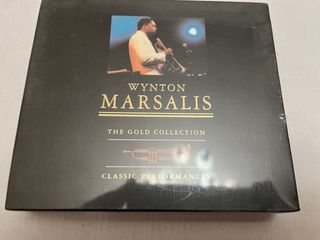 WYNTON
MARSALIS
THE GOLD COLLECTION
CLASSIC PERFORMANCES